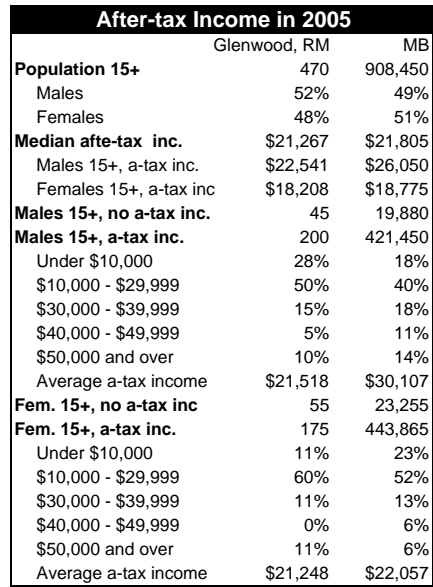 After-tax Income in 2005
Glenwood, RM MB
Population 15+ 470 908,450
Males 52% 49%
Females 48% 51%
Median afte-tax inc. $21,267 $21,805
Males 15+, a-tax inc. $22,541 $26,050
Females 15+, a-tax inc $18,208 $18,775
Males 15+, no a-tax inc. 45 19,880
Males 15+, a-tax inc. 200 421,450
Under $10,000 28% 18%
$10,000 - $29,999 50% 40%
$30,000 - $39,999 15% 18%
$40,000 - $49,999 5% 11%
$50,000 and over 10% 14%
Average a-tax income $21,518 $30,107
Fem. 15+, no a-tax inc 55 23,255
Fem. 15+, a-tax inc. 175 443,865
Under $10,000 11% 23%
$10,000 - $29,999 60% 52%
$30,000 - $39,999 11% 13%
$40,000 - $49,999 0% 6%
$50,000 and over 11% 6%
Average a-tax income $21,248 $22,057